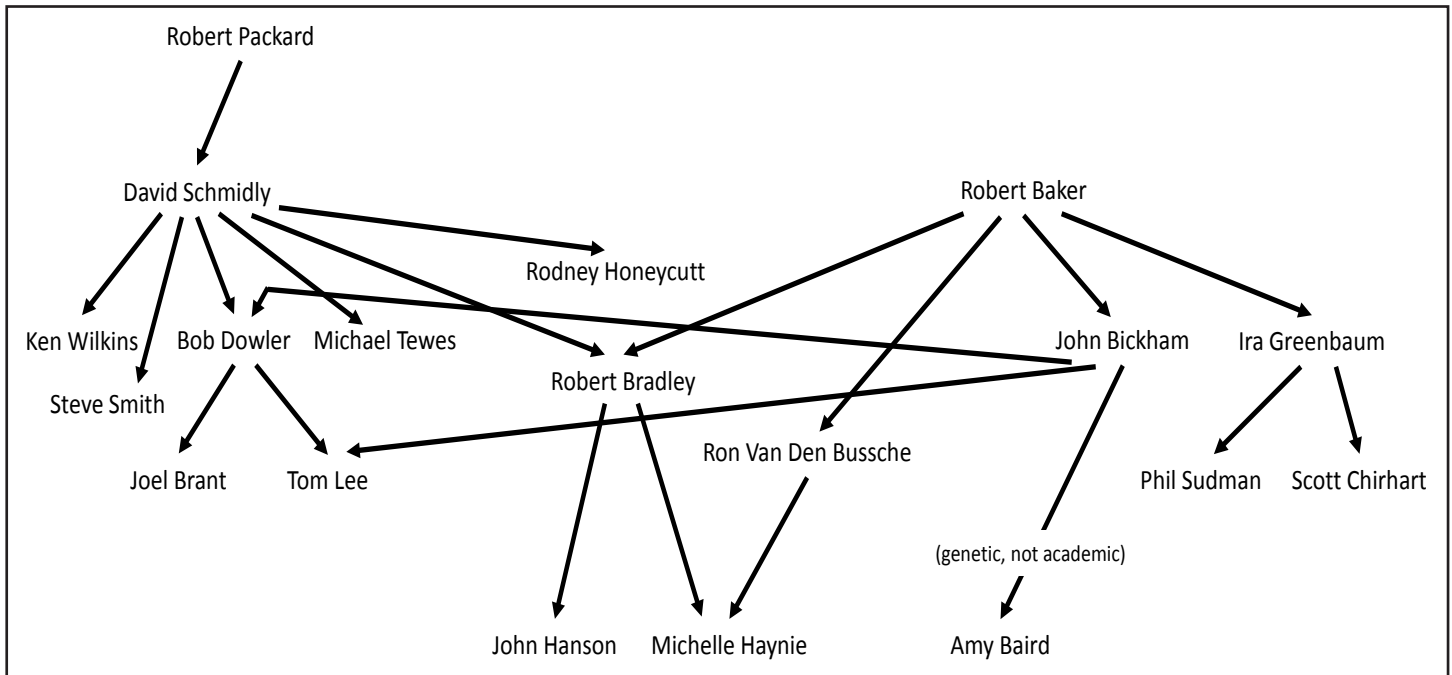 Robert Packard
David Schmidly
Robert Baker
Rodney Honeycutt
Ken Wilkins
Bob Dowler
Michael Tewes
John Bickham
Ira Greenbaum
Robert Bradley
Steve Smith
Ron Van Den Bussche
Joel Brant
Tom Lee
Phil Sudman
Scott Chirhart
(genetic, not academic)
John Hanson
Michelle Haynie
Amy Baird